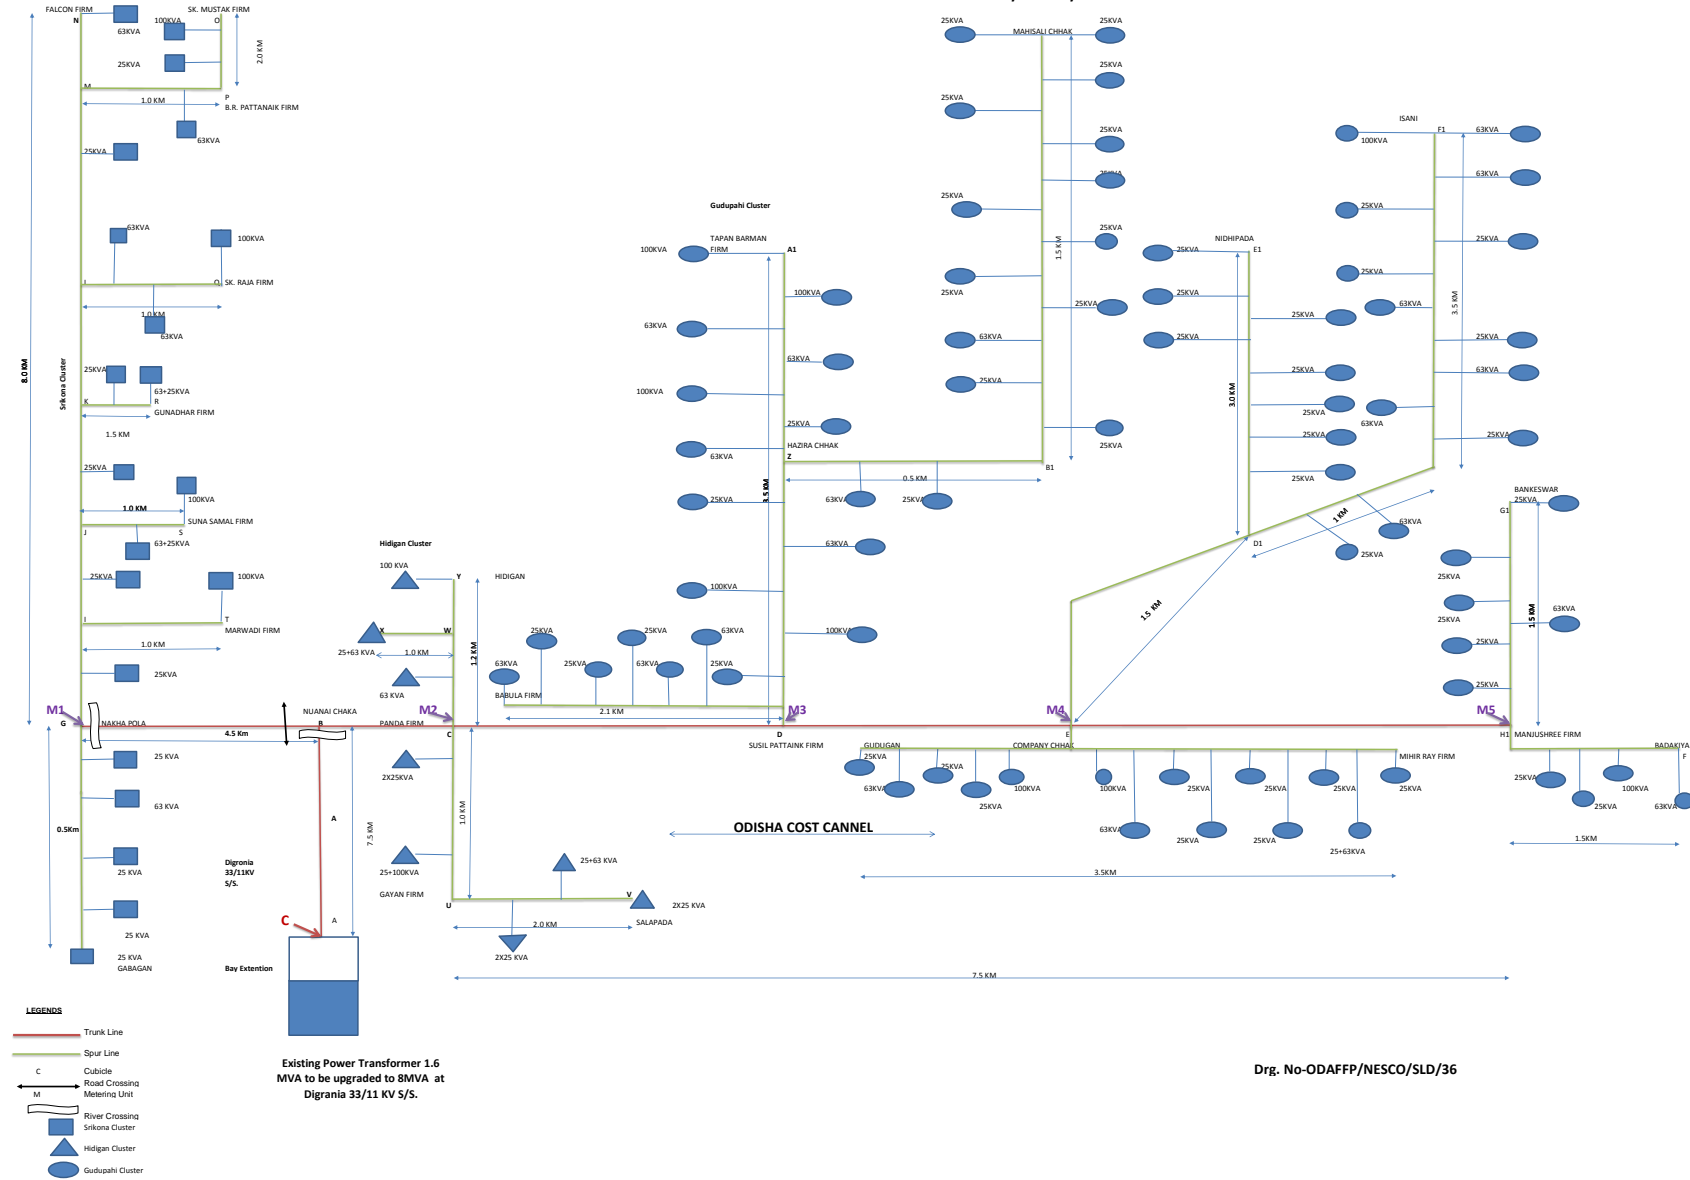 FALCON FIRM
N
100KVA
63KVA
SK. MUSTAK FIRM
O
25KVA
2.0 KM
M
1.0 KM
P
B.R. PATTANAIK FIRM
63KVA
25KVA
63KVA
100KVA
L
Q
SK. RAJA FIRM
1.0 KM
63KVA
8.0 KM
Srikona Cluster
25KVA
63+25KVA
K
R
GUNADHAR FIRM
1.5 KM
25KVA
100KVA
1.0 KM
SUNA SAMAL FIRM
J
S
63+25KVA
25KVA
100KVA
I
T
MARWADI FIRM
1.0 KM
25KVA
M1
G
NAKHA POLA
NUANAI CHAKA
B
4.5 Km
25 KVA
63 KVA
0.5Km
25 KVA
25 KVA
25 KVA
GABAGAN
A
7.5 KM
Digronia
33/11KV
S/S.
A
C
Bay Extention
Existing Power Transformer 1.6
MVA to be upgraded to 8MVA at
Digrania 33/11 KV S/S.
Hidigan Cluster
100 KVA
Y
HIDIGAN
X
W
25+63 KVA
1.0 KM
1.2 KM
63 KVA
M2
PANDA FIRM
C
2X25KVA
1.0 KM
25+100KVA
GAYAN FIRM
U
25+63 KVA
V
2X25 KVA
SALAPADA
2.0 KM
2X25 KVA
Gudupahi Cluster
TAPAN BARMAN
FIRM
A1
100KVA
100KVA
63KVA
63KVA
100KVA
25KVA
HAZIRA CHHAK
Z
63KVA
3.5 KM
25KVA
63KVA
100KVA
100KVA
25KVA
25KVA
63KVA
63KVA
25KVA
63KVA
25KVA
BABULA FIRM
2.1 KM
M3
D
SUSIL PATTAINK FIRM
63KVA
25KVA
0.5 KM
B1
25KVA
25KVA
MAHISALI CHHAK
25KVA
25KVA
25KVA
25KVA
25KVA
25KVA
1.5 KM
25KVA
25KVA
63KVA
25KVA
25KVA
NIDHIPADA
E1
25KVA
25KVA
25KVA
25KVA
3.0 KM
25KVA
25KVA
25KVA
25KVA
D1
1.5 KM
1 KM
25KVA
63KVA
ISANI
F1
100KVA
63KVA
63KVA
25KVA
25KVA
25KVA
63KVA
3.5 KM
25KVA
63KVA
63KVA
25KVA
BANKESWAR
25KVA
G1
25KVA
63KVA
25KVA
1.5 KM
25KVA
25KVA
M4
E
M5
H1
MANJUSHREE FIRM
BADAKIYA
F
GUDUGAN
COMPANY CHHAK
MIHIR RAY FIRM
25KVA
63KVA
25KVA
25KVA
100KVA
100KVA
63KVA
25KVA
25KVA
25KVA
25KVA
25KVA
25+63KVA
25KVA
25KVA
25KVA
100KVA
63KVA
1.5KM
3.5KM
ODISHA COST CANNEL
7.5 KM
LEGENDS
Trunk Line
Spur Line
C Cubicle
Road Crossing
M Metering Unit
River Crossing
Srikona Cluster
Hidigan Cluster
Gudupahi Cluster
Drg. No-ODAFFP/NESCO/SLD/36